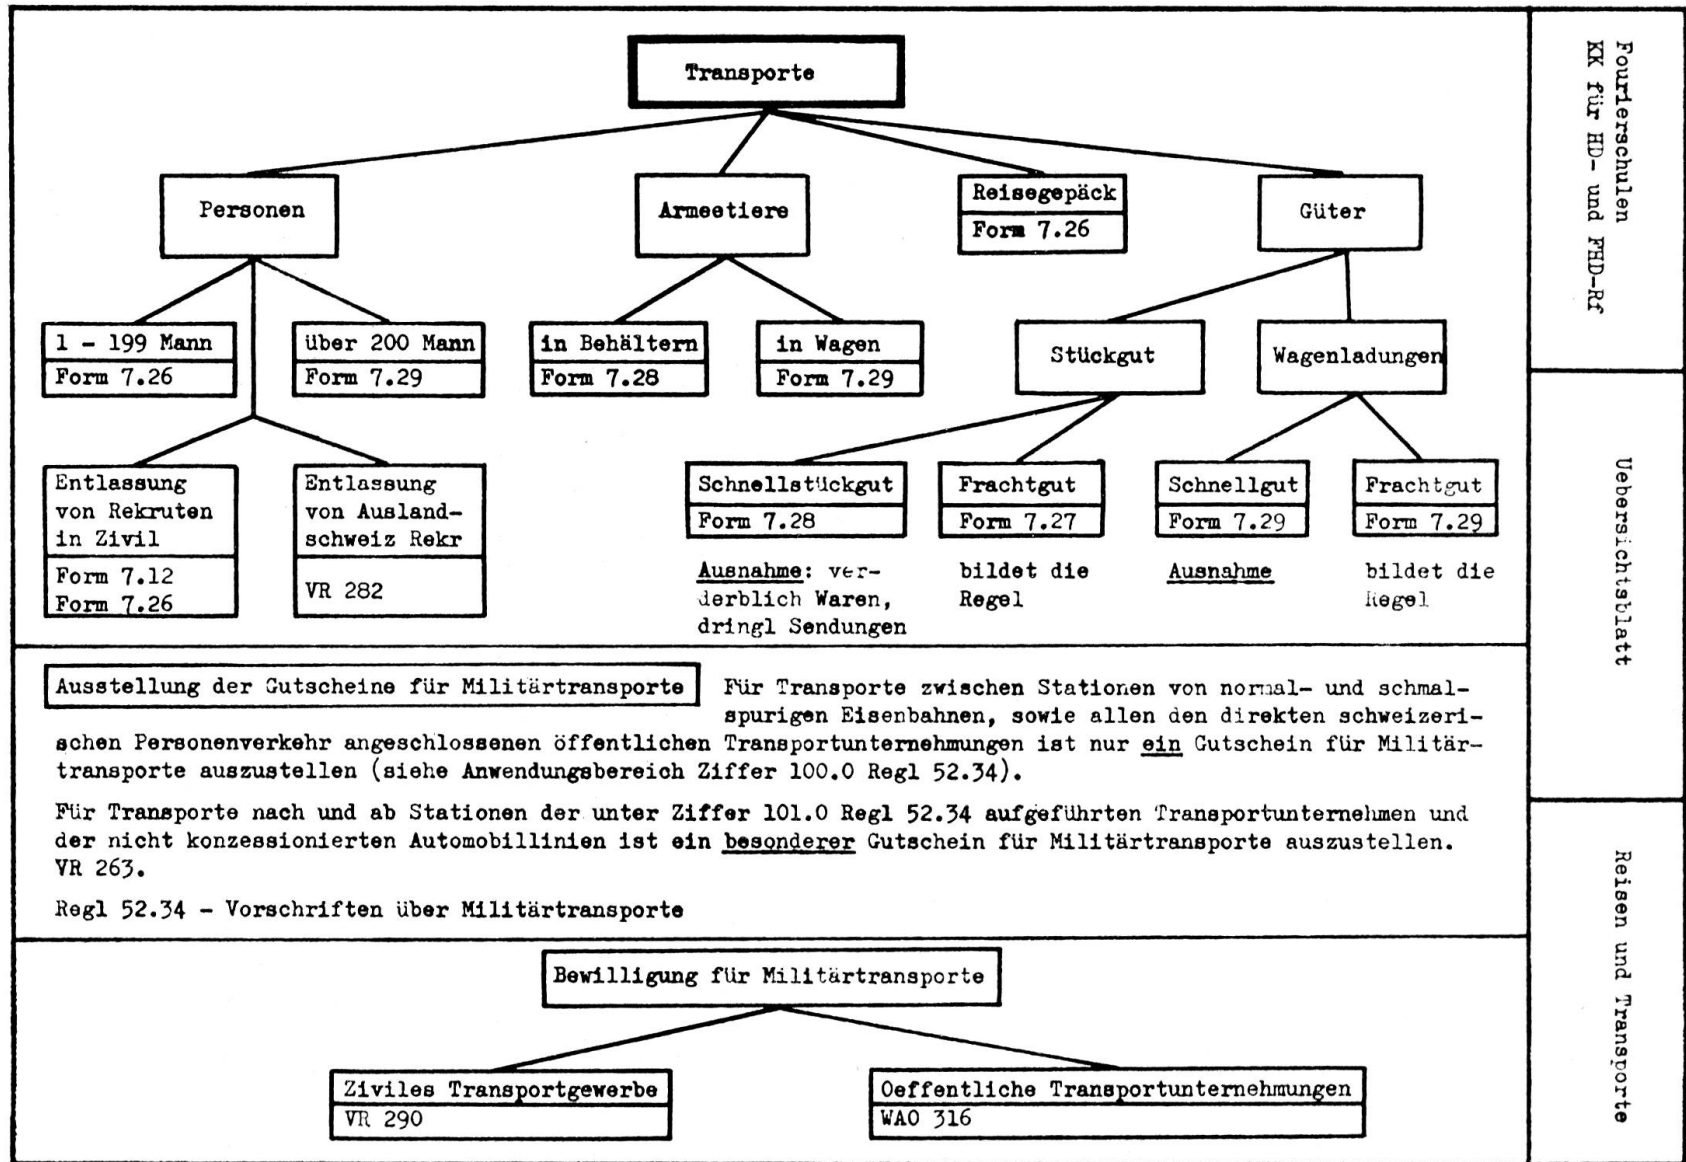 Transporte
Personen
Armeetiere
Reisegepäck
Form 7.26
Güter
1 - 199 Mann
Form 7.26
über 200 Mann
Form 7.29
in Behältern
Form 7.28
in Wagen
Form 7.29
Stückgut
Wagenladungen
Entlassung
von Rekruten
in Zivil
Form 7.12
Form 7.26
Entlassung
von Ausland-
schweiz Rekr
VR 282
Schnellstückgut
Form 7.28
Ausnahme: ver-
derblich Waren,
dringl Sendungen
Frachtgut
Form 7.27
bildet die
Regel
Schnellgut
Form 7.29
Ausnahme
Frachtgut
Form 7.29
bildet die
Regel
Ausstellung der Gutscheine für Militärtransporte Für Transporte zwischen Stationen von normal- und schmal-
spurigen Eisenbahnen, sowie allen den direkten schweizeri-
schen Personenverkehr angeschlossenen öffentlichen Transportunternehmungen ist nur ein Gutschein für Militär-
transporte auszustellen (siehe Anwendungsbereich Ziffer 100.0 Regl 52.34).
Für Transporte nach und ab Stationen der unter Ziffer 101.0 Regl 52.34 aufgeführten Transportunternehmen und
der nicht konzessionierten Automobillinien ist ein besonderer Gutschein für Militärtransporte auszustellen.
VR 263.
Regl 52.34 - Vorschriften über Militärtransporte
Bewilligung für Militärtransporte
Ziviles Transportgewerbe
VR 290
Oeffentliche Transportunternehmungen
WAO 316
Fourierschulen
KK für HD- und FHD-Rf
Uebersichtsblatt
Reisen und Transporte